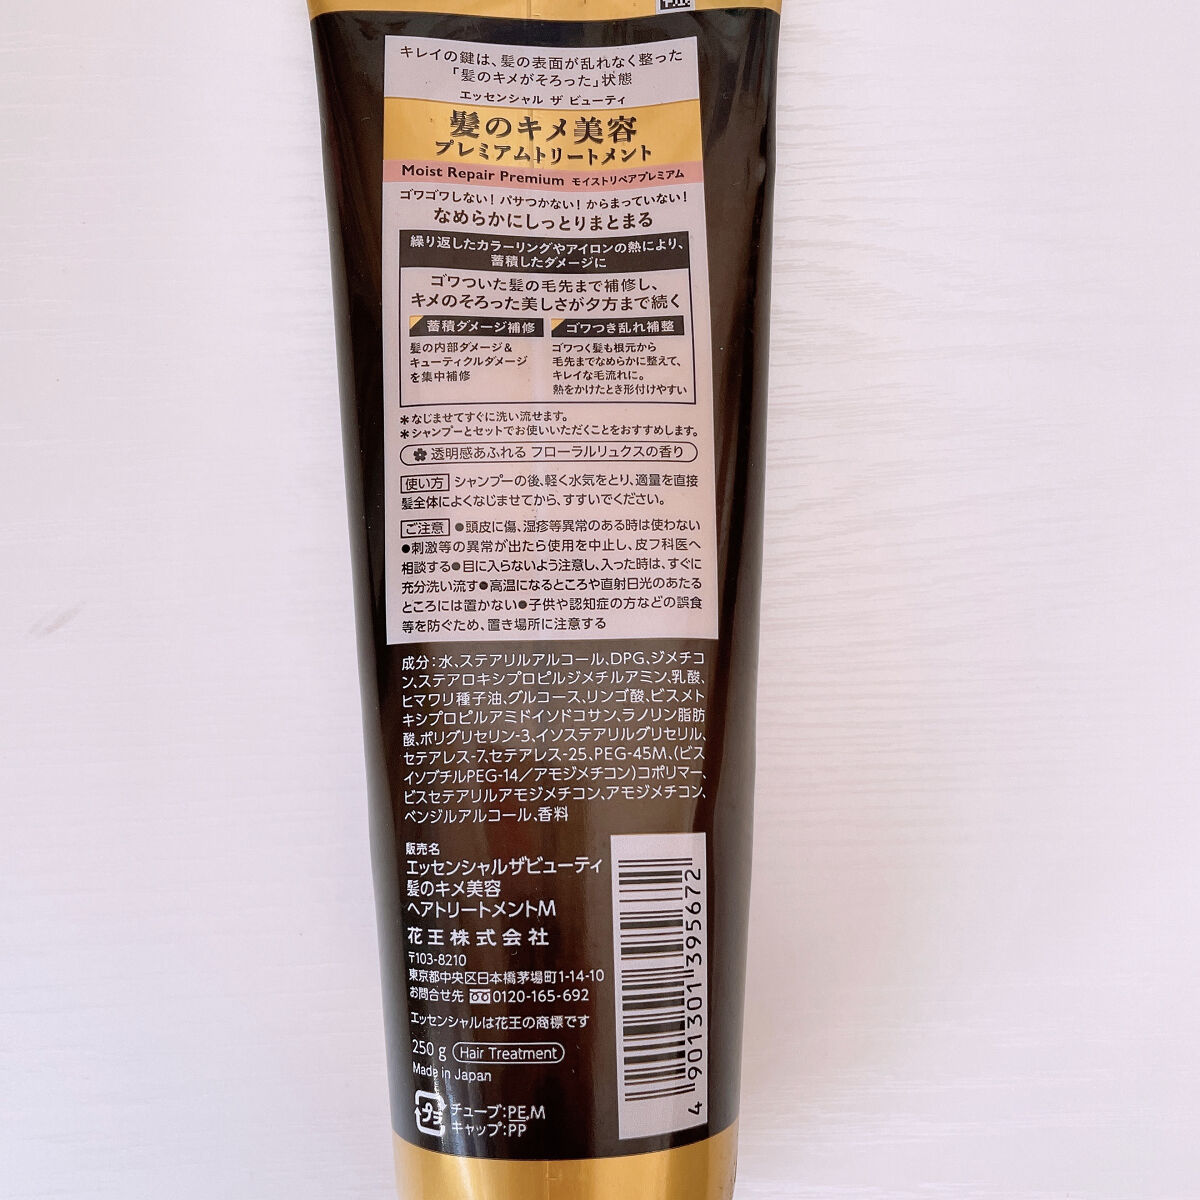 キレイの鍵は、髪の表面が乱れなく整った
「髪のキメがそろった」状態
エッセンシャル ザ ビューティ
髪のキメ美容
プレミアムトリートメント
Moist Repair Premium モイストリペアプレミアム
ゴワゴワしない！パサつかない！からまっていない！
なめらかにしっとりまとまる
繰り返したカラーリングやアイロンの熱により、
蓄積したダメージに
ゴワついた髪の毛先まで補修し、
キメのそろった美しさが夕方まで続く
蓄積ダメージ補修
髪の内部ダメージ＆
キューティクルダメージ
を集中補修
ゴワつき乱れ補整
ゴワつく髪も根元から
毛先までなめらかに整えて、
キレイな毛流れに。
熱をかけたとき形付けやすい
＊なじませてすぐに洗い流せます。
＊シャンプーとセットでお使いいただくことをおすすめします。
透明感あふれる フローラルリュクスの香り
使い方 シャンプーの後、軽く水気をとり、適量を直接
髪全体によくなじませてから、すすいでください。
ご注意 ●頭皮に傷、湿疹等異常のある時は使わない
●刺激等の異常が出たら使用を中止し、皮フ科医へ
相談する●目に入らないよう注意し、入った時は、すぐに
充分洗い流す●高温になるところや直射日光のあたる
ところには置かない●子供や認知症の方などの誤食
等を防ぐため、置き場所に注意する
成分：水、ステアリルアルコール、DPG、ジメチコ
ン、ステアロキシプロピルジメチルアミン、乳酸、
ヒマワリ種子油、グルコース、リンゴ酸、ビスメト
キシプロピルアミドイソドコサン、ラノリン脂肪
酸、ポリグリセリン-3、イソステアリルグリセリル、
セテアレス-7、セテアレス-25、PEG-45M、（ビス
イソブチルPEG-14／アモジメチコン）コポリマー、
ビスセテアリルアモジメチコン、アモジメチコン、
ベンジルアルコール、香料
販売名
エッセンシャルザビューティ
髪のキメ美容
ヘアトリートメントM
花王株式会社
〒103-8210
東京都中央区日本橋茅場町1-14-10
お問合せ先 0120-165-692
エッセンシャルは花王の商標です
250 g Hair Treatment
Made in Japan
プラ
チューブ：PE,M
キャップ：PP
4 901301 395672